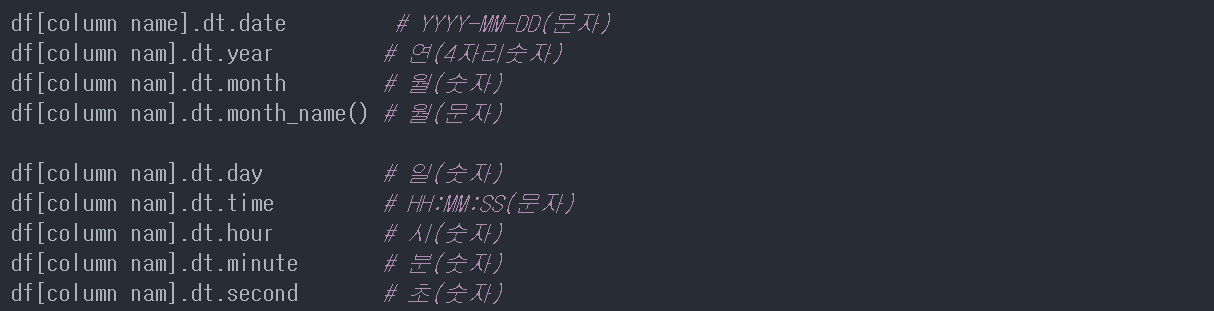 df[column name].dt.date # YYYY-MM-DD(문자)
df[column nam].dt.year # 연(4자리숫자)
df[column nam].dt.month # 월(숫자)
df[column nam].dt.month_name() # 월(문자)
df[column nam].dt.day # 일(숫자)
df[column nam].dt.time # HH:MM:SS(문자)
df[column nam].dt.hour # 시(숫자)
df[column nam].dt.minute # 분(숫자)
df[column nam].dt.second # 초(숫자)